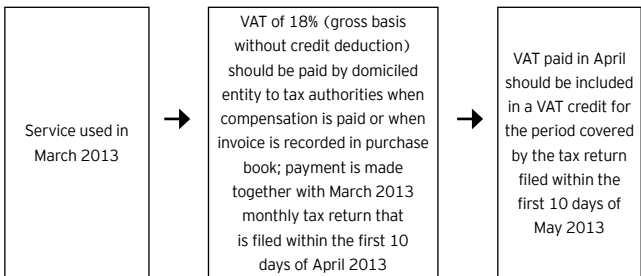 Service used in
March 2013
VAT of 18% (gross basis
without credit deduction)
should be paid by domiciled
entity to tax authorities when
compensation is paid or when
invoice is recorded in purchase
book; payment is made
together with March 2013
monthly tax return that
is filed within the first 10
days of April 2013
VAT paid in April
should be included
in a VAT credit for
the period covered
by the tax return
filed within the
first 10 days of
May 2013